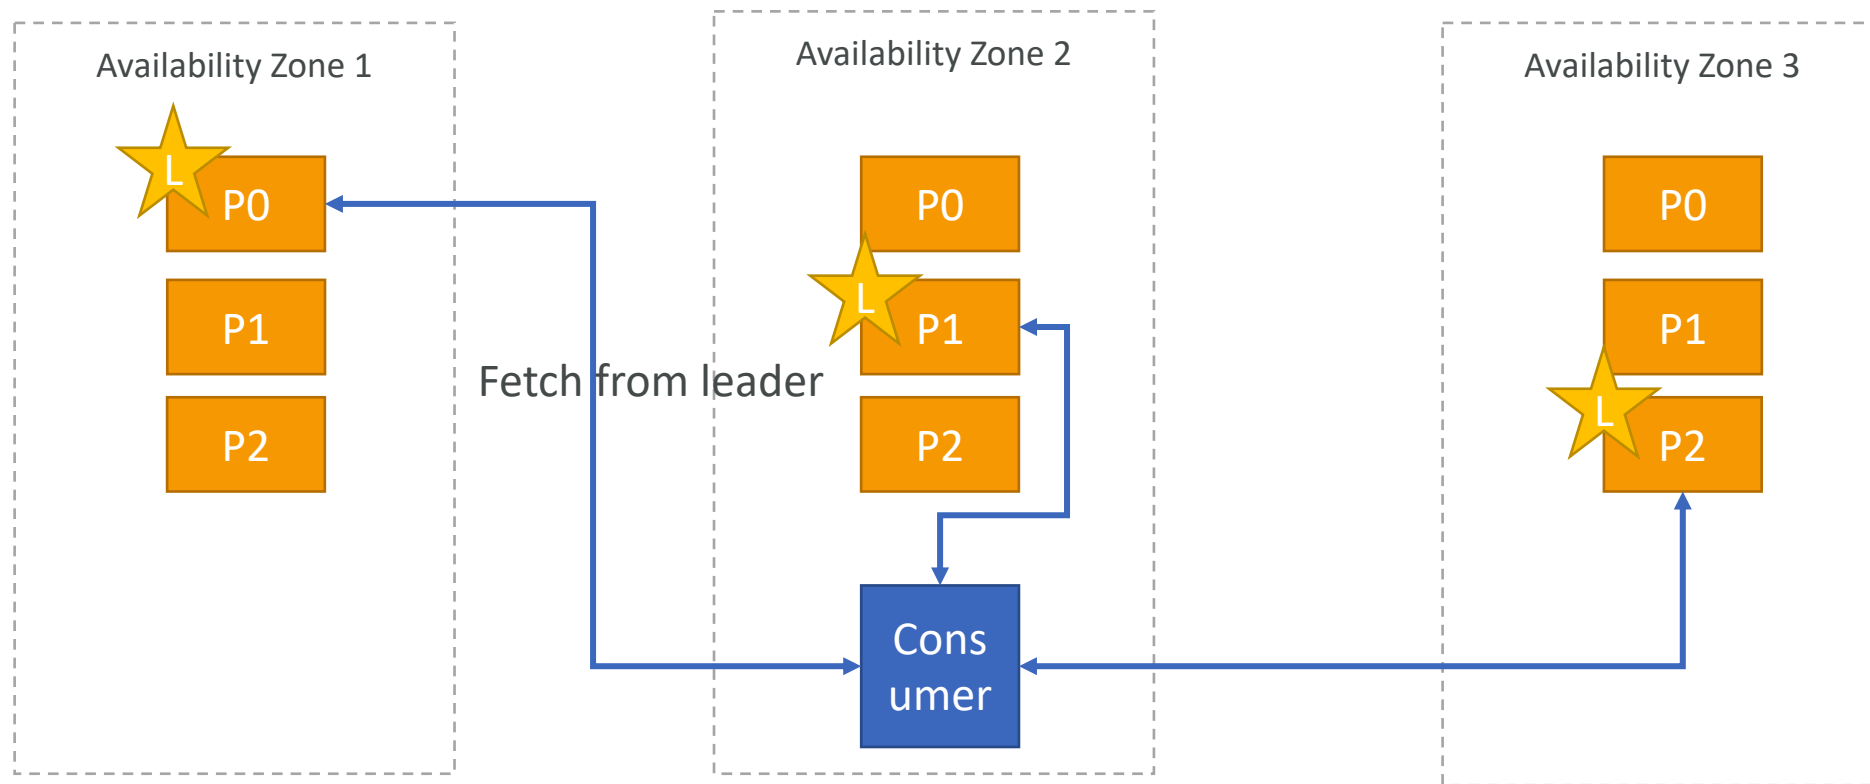 Availability Zone 1
L
P0
P1
P2
Fetch from leader
Availability Zone 2
P0
L
P1
P2
Cons
umer
Availability Zone 3
P0
P1
L
P2